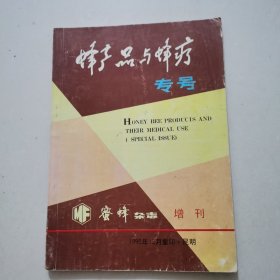 蜂产品与蜂疗
专号
HONEY BEE PRODUCTS AND
THEIR MEDICAL USE
( SPECIAL ISSUE)
MF 蜜蜂杂志 增刊